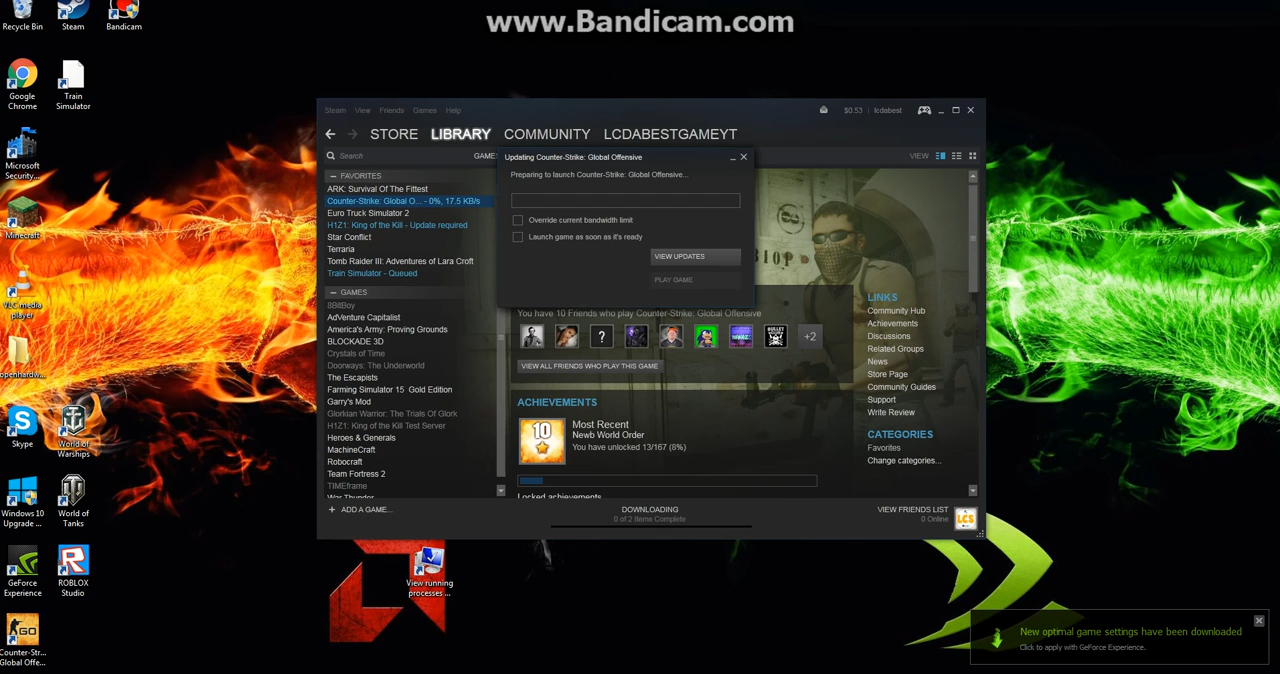 www.Bandicam.com
Recycle Bin
Steam
Bandicam
Google
Chrome
Train
Simulator
Microsoft
Security...
Minecraft
VLC media
player
openhardw...
Skype
World of
Warships
Windows 10
Upgrade ...
World of
Tanks
GeForce
Experience
ROBLOX
Studio
GO
Counter-Str...
Global Offe...
View running
processes ...
Steam View Friends Games Help
$0.53 lcdabest
STORE LIBRARY COMMUNITY LCDABESTGAMEYT
Search
GAMES
VIEW
FAVORITES
ARK: Survival Of The Fittest
Counter-Strike: Global O... - 0%, 17.5 KB/s
Euro Truck Simulator 2
H1Z1: King of the Kill - Update required
Star Conflict
Terraria
Tomb Raider III: Adventures of Lara Croft
Train Simulator - Queued
GAMES
8BitBoy
AdVenture Capitalist
America's Army: Proving Grounds
BLOCKADE 3D
Crystals of Time
Doorways: The Underworld
The Escapists
Farming Simulator 15 Gold Edition
Garry's Mod
Glorkian Warrior: The Trials Of Glork
H1Z1: King of the Kill Test Server
Heroes & Generals
MachineCraft
Robocraft
Team Fortress 2
TIMEframe
War Thunder
Updating Counter-Strike: Global Offensive
Preparing to launch Counter-Strike: Global Offensive...
Override current bandwidth limit
Launch game as soon as it's ready
VIEW UPDATES
PLAY GAME
You have 10 Friends who play Counter-Strike: Global Offensive
?
+2
VIEW ALL FRIENDS WHO PLAY THIS GAME
ACHIEVEMENTS
10
Most Recent
Newb World Order
You have unlocked 13/167 (8%)
Locked achievements
LINKS
Community Hub
Achievements
Discussions
Related Groups
News
Store Page
Community Guides
Support
Write Review
CATEGORIES
Favorites
Change categories...
ADD A GAME...
DOWNLOADING
0 of 2 Items Complete
VIEW FRIENDS LIST
0 Online
LCS
New optimal game settings have been downloaded
Click to apply with GeForce Experience.